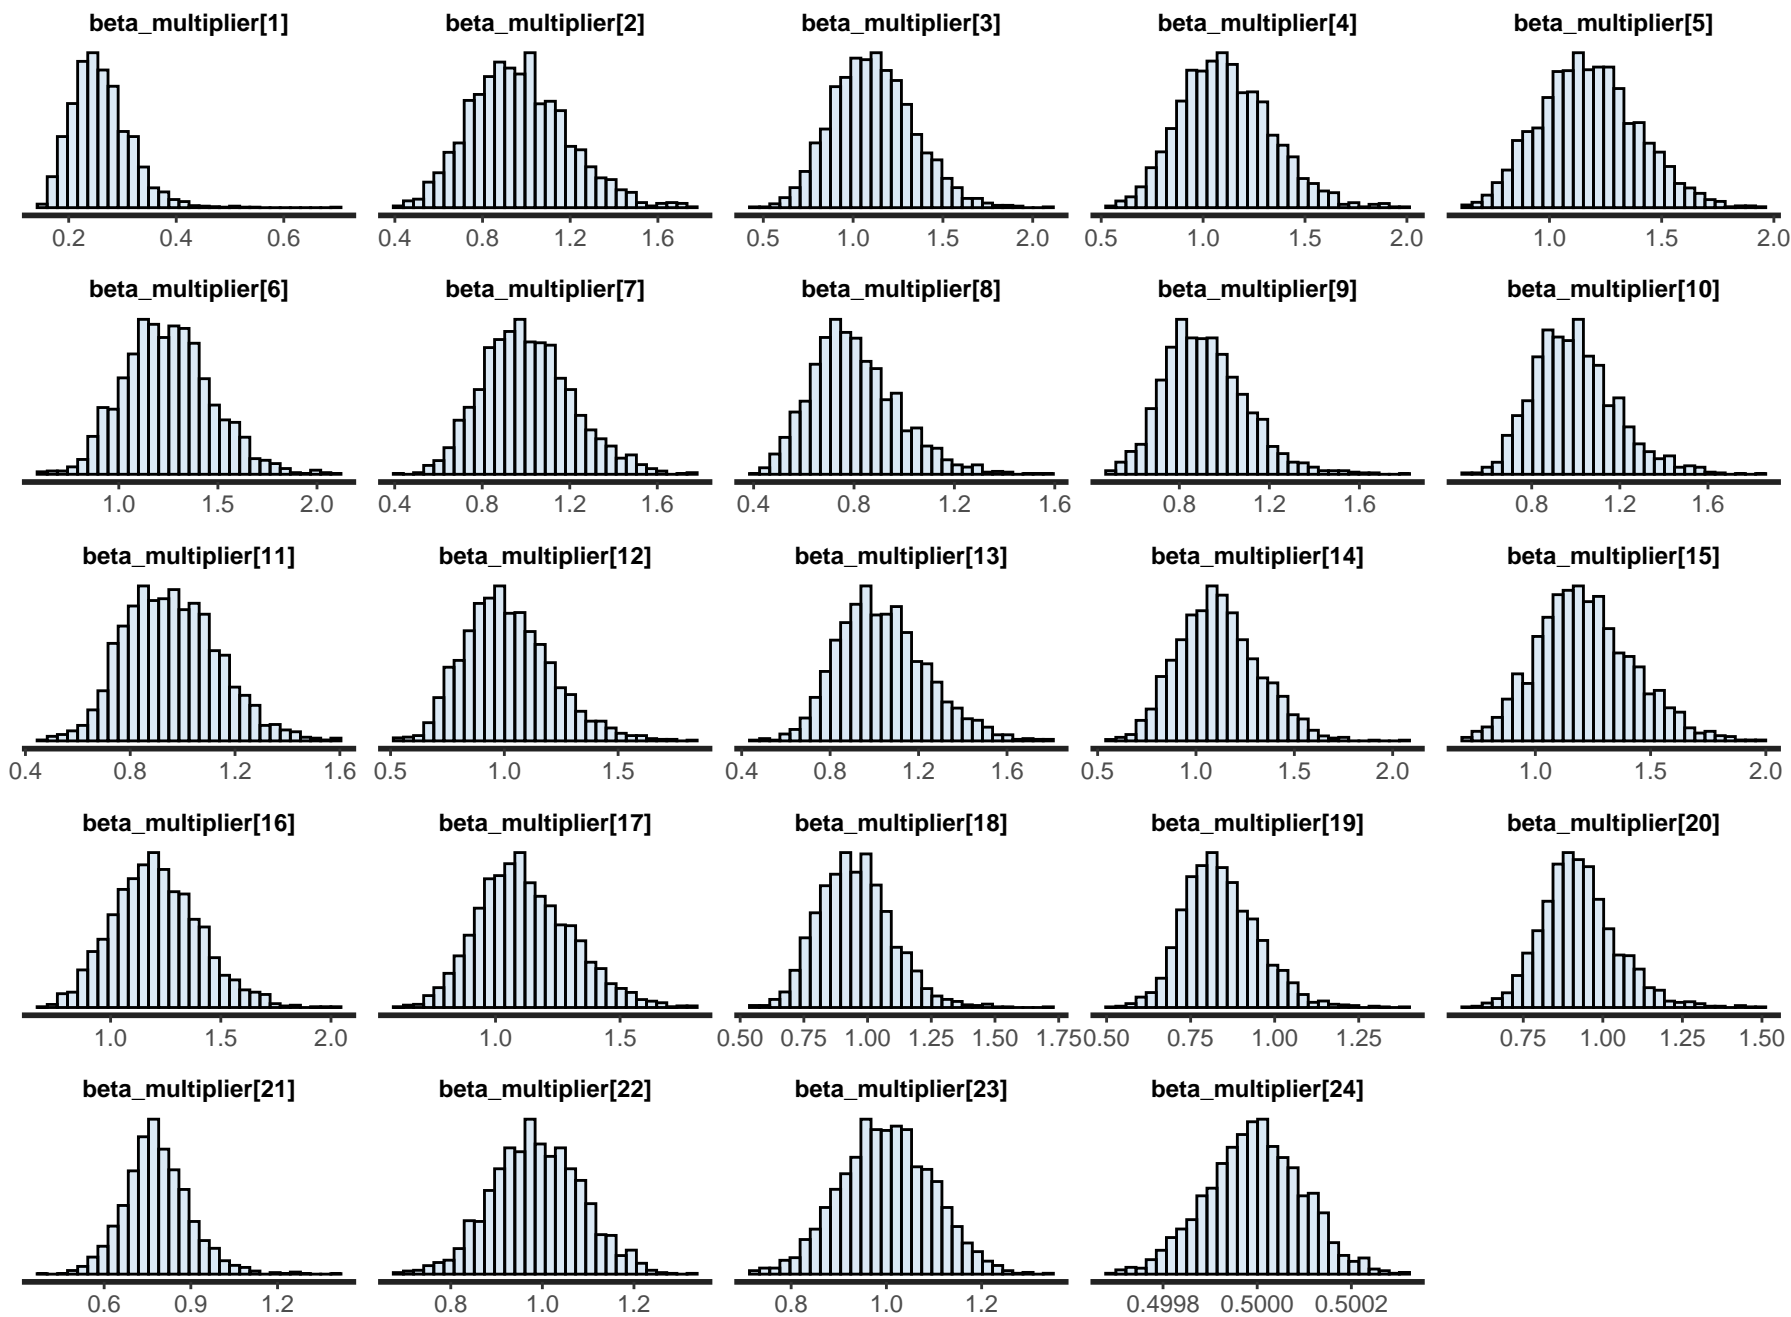 beta_multiplier[1] beta_multiplier[2] beta_multiplier[3] beta_multiplier[4] beta_multiplier[5]
0.2 0.4 0.6 0.4 0.8 1.2 1.6 0.5 1.0 1.5 2.0 0.5 1.0 1.5 2.0 1.0 1.5 2.0
beta_multiplier[6] beta_multiplier[7] beta_multiplier[8] beta_multiplier[9] beta_multiplier[10]
1.0 1.5 2.0 0.4 0.8 1.2 1.6 0.4 0.8 1.2 1.6 0.8 1.2 1.6 0.8 1.2 1.6
beta_multiplier[11] beta_multiplier[12] beta_multiplier[13] beta_multiplier[14] beta_multiplier[15]
0.4 0.8 1.2 1.6 0.5 1.0 1.5 0.4 0.8 1.2 1.6 0.5 1.0 1.5 2.0 1.0 1.5 2.0
beta_multiplier[16] beta_multiplier[17] beta_multiplier[18] beta_multiplier[19] beta_multiplier[20]
1.0 1.5 2.0 1.0 1.5 0.50 0.75 1.00 1.25 1.75 0.50 0.75 1.00 1.25 0.75 1.00 1.25 1.50
beta_multiplier[21] beta_multiplier[22] beta_multiplier[23] beta_multiplier[24]
0.6 0.9 1.2 0.8 1.0 1.2 0.8 1.0 1.2 0.4998 0.5000 0.5002